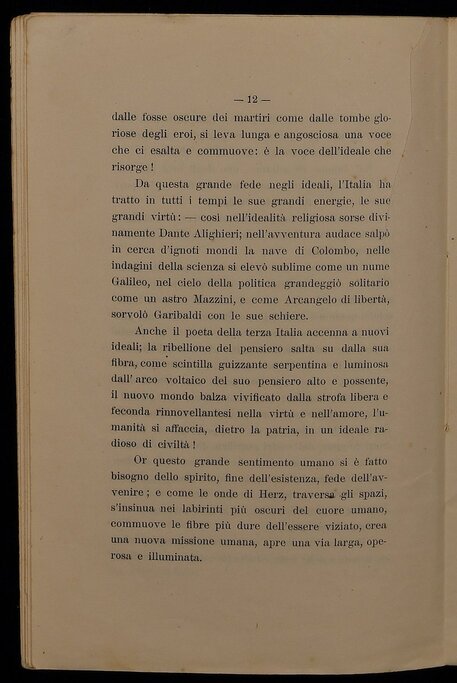 — 12 —
dalle fosse oscure dei martiri come dalle tombe glo-
riose degli eroi, si leva lunga e angosciosa una voce
che ci esalta e commuove: è la voce dell'ideale che
risorge !
Da questa grande fede negli ideali, l'Italia ha
tratto in tutti i tempi le sue grandi energie, le sue
grandi virtù: — così nell'idealità religiosa sorse divi-
namente Dante Alighieri; nell'avventura audace salpò
in cerca d'ignoti mondi la nave di Colombo, nelle
indagini della scienza si elevò sublime come un nume
Galileo, nel cielo della politica grandeggiò solitario
come un astro Mazzini, e come Arcangelo di libertà,
sorvolò Garibaldi con le sue schiere.
Anche il poeta della terza Italia accenna a nuovi
ideali; la ribellione del pensiero salta su dalla sua
fibra, come scintilla guizzante serpentina e luminosa
dall' arco voltaico del suo pensiero alto e possente,
il nuovo mondo balza vivificato dalla strofa libera e
feconda rinnovellantesi nella virtù e nell'amore, l'u-
manità si affaccia, dietro la patria, in un ideale ra-
dioso di civiltà !
Or questo grande sentimento umano si è fatto
bisogno dello spirito, fine dell'esistenza, fede dell'av-
venire ; e come le onde di Herz, traversa gli spazi,
s'insinua nei labirinti più oscuri del cuore umano,
commuove le fibre più dure dell'essere viziato, crea
una nuova missione umana, apre una via larga, ope-
rosa e illuminata.